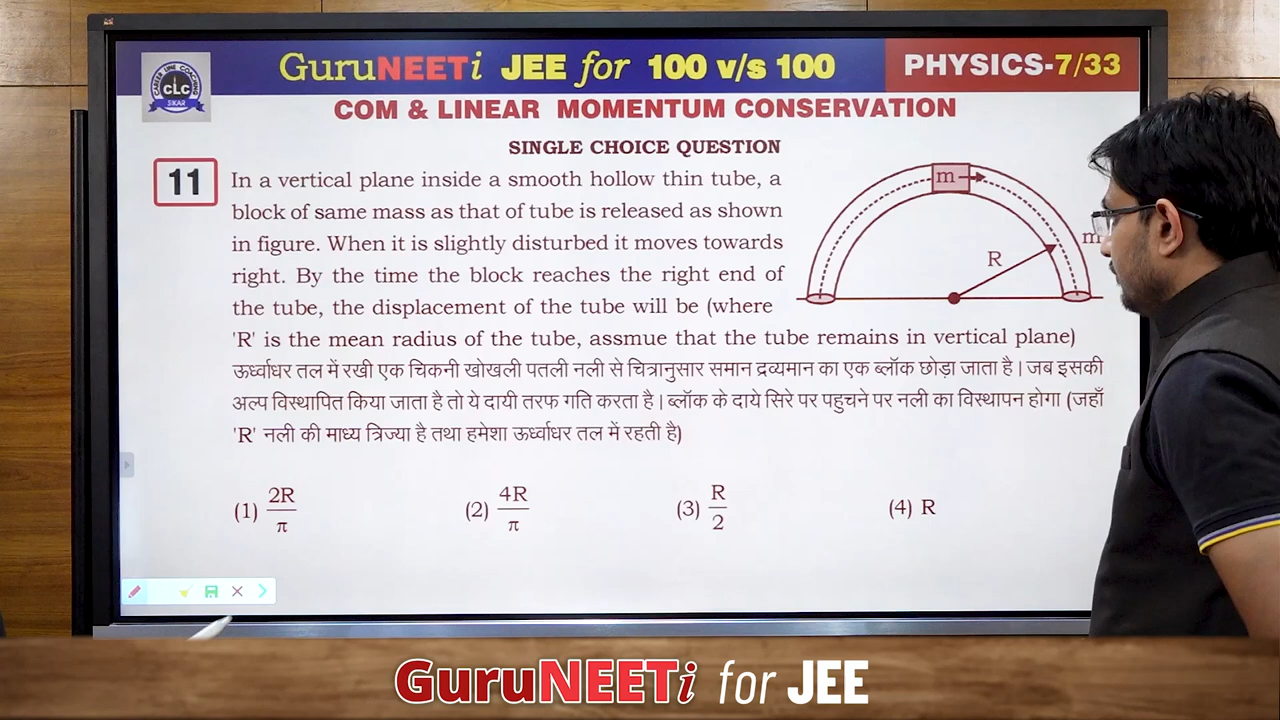 GuruNEETi JEE for 100 v/s 100
PHYSICS-7/33
CAREER LINE COACHING
CLC
SIKAR
COM & LINEAR MOMENTUM CONSERVATION
SINGLE CHOICE QUESTION
11
In a vertical plane inside a smooth hollow thin tube, a
block of same mass as that of tube is released as shown
in figure. When it is slightly disturbed it moves towards
right. By the time the block reaches the right end of
the tube, the displacement of the tube will be (where
'R' is the mean radius of the tube, assmue that the tube remains in vertical plane)
m
m
R
ऊर्ध्वाधर तल में रखी एक चिकनी खोखली पतली नली से चित्रानुसार समान द्रव्यमान का एक ब्लॉक छोड़ा जाता है। जब इसकी
अल्प विस्थापित किया जाता है तो ये दायी तरफ गति करता है। ब्लॉक के दाये सिरे पर पहुचने पर नली का विस्थापन होगा (जहाँ
'R' नली की माध्य त्रिज्या है तथा हमेशा ऊर्ध्वाधर तल में रहती है)
(1) 2R/π
(2) 4R/π
(3) R/2
(4) R
GuruNEETi for JEE